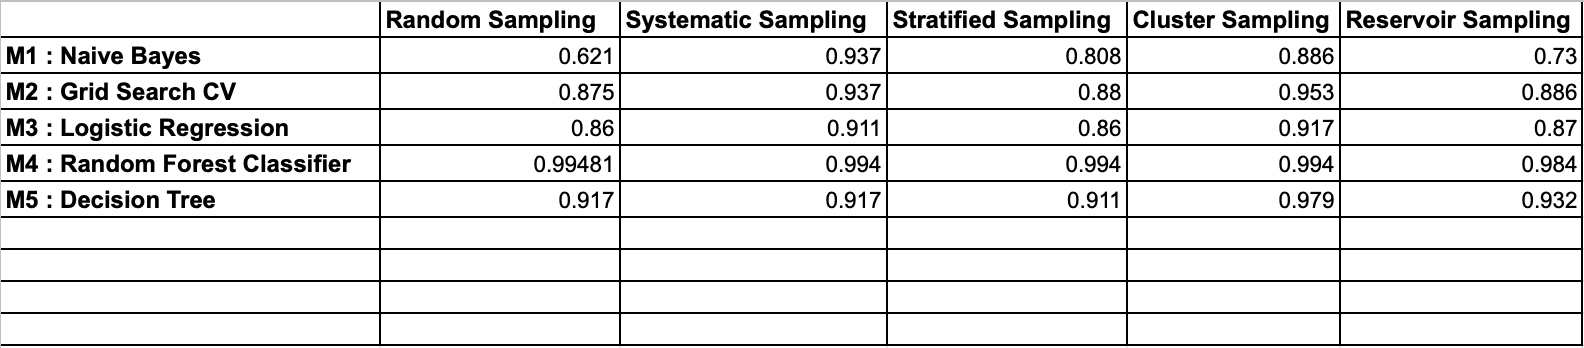 Random Sampling Systematic Sampling Stratified Sampling Cluster Sampling Reservoir Sampling
M1 : Naive Bayes 0.621 0.937 0.808 0.886 0.73
M2 : Grid Search CV 0.875 0.937 0.88 0.953 0.886
M3 : Logistic Regression 0.86 0.911 0.86 0.917 0.87
M4 : Random Forest Classifier 0.99481 0.994 0.994 0.994 0.984
M5 : Decision Tree 0.917 0.917 0.911 0.979 0.932